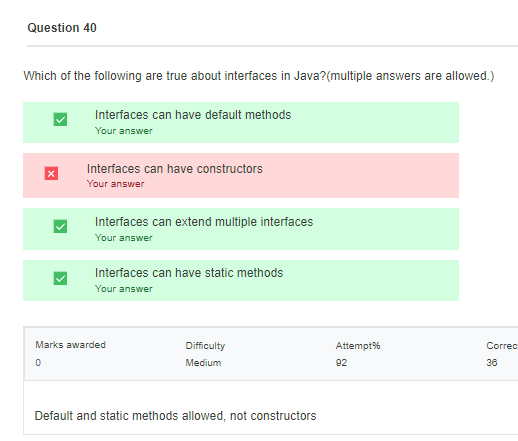 Question 40
Which of the following are true about interfaces in Java?(multiple answers are allowed.)
Interfaces can have default methods
Your answer
Interfaces can have constructors
Your answer
Interfaces can extend multiple interfaces
Your answer
Interfaces can have static methods
Your answer
Marks awarded Difficulty Attempt% Correc
0 Medium 92 36
Default and static methods allowed, not constructors